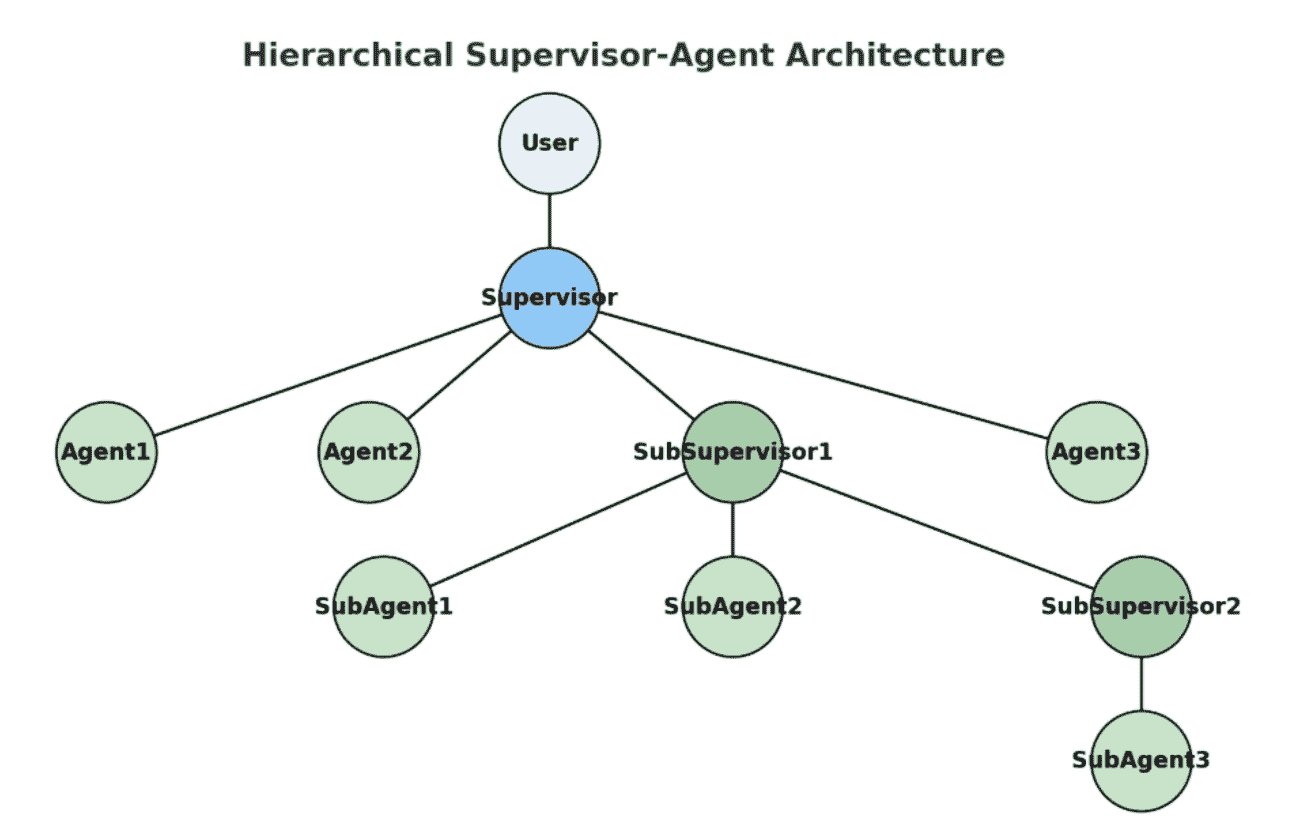 Hierarchical Supervisor-Agent Architecture
User
Supervisor
Agent1
Agent2
SubSupervisor1
Agent3
SubAgent1
SubAgent2
SubSupervisor2
SubAgent3